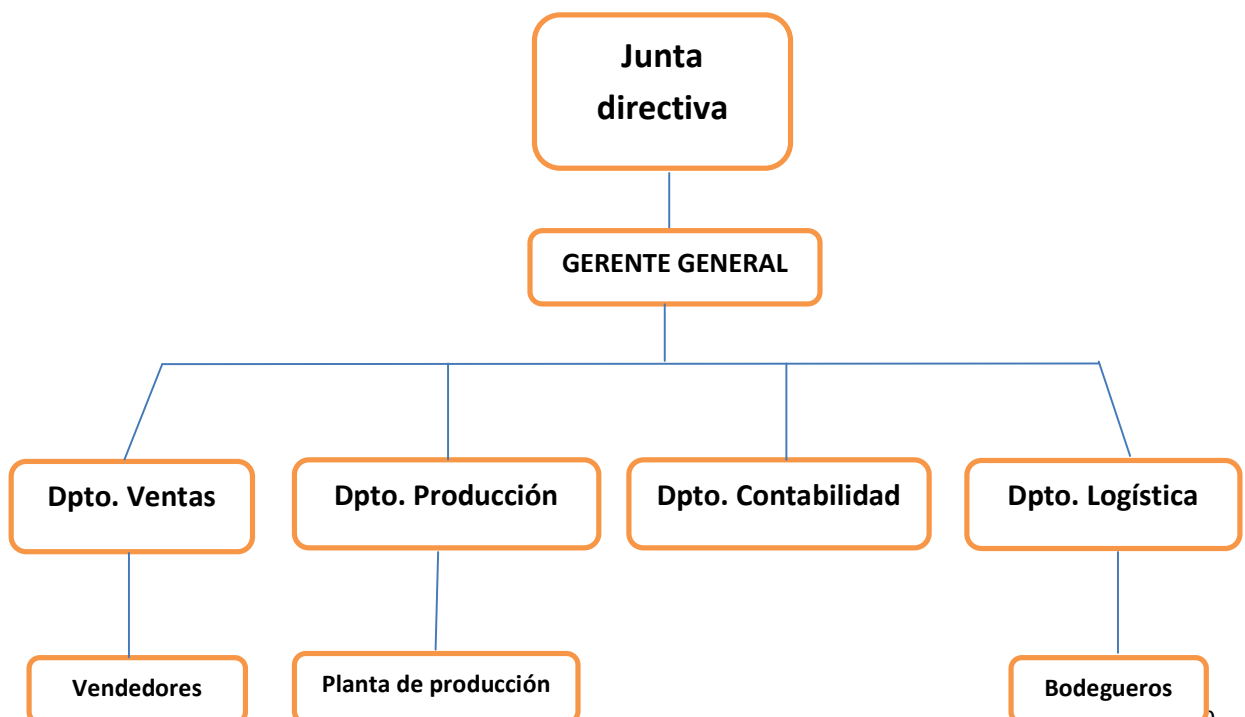 Junta
directiva
GERENTE GENERAL
Dpto. Ventas
Dpto. Producción
Dpto. Contabilidad
Dpto. Logística
Vendedores
Planta de producción
Bodegueros